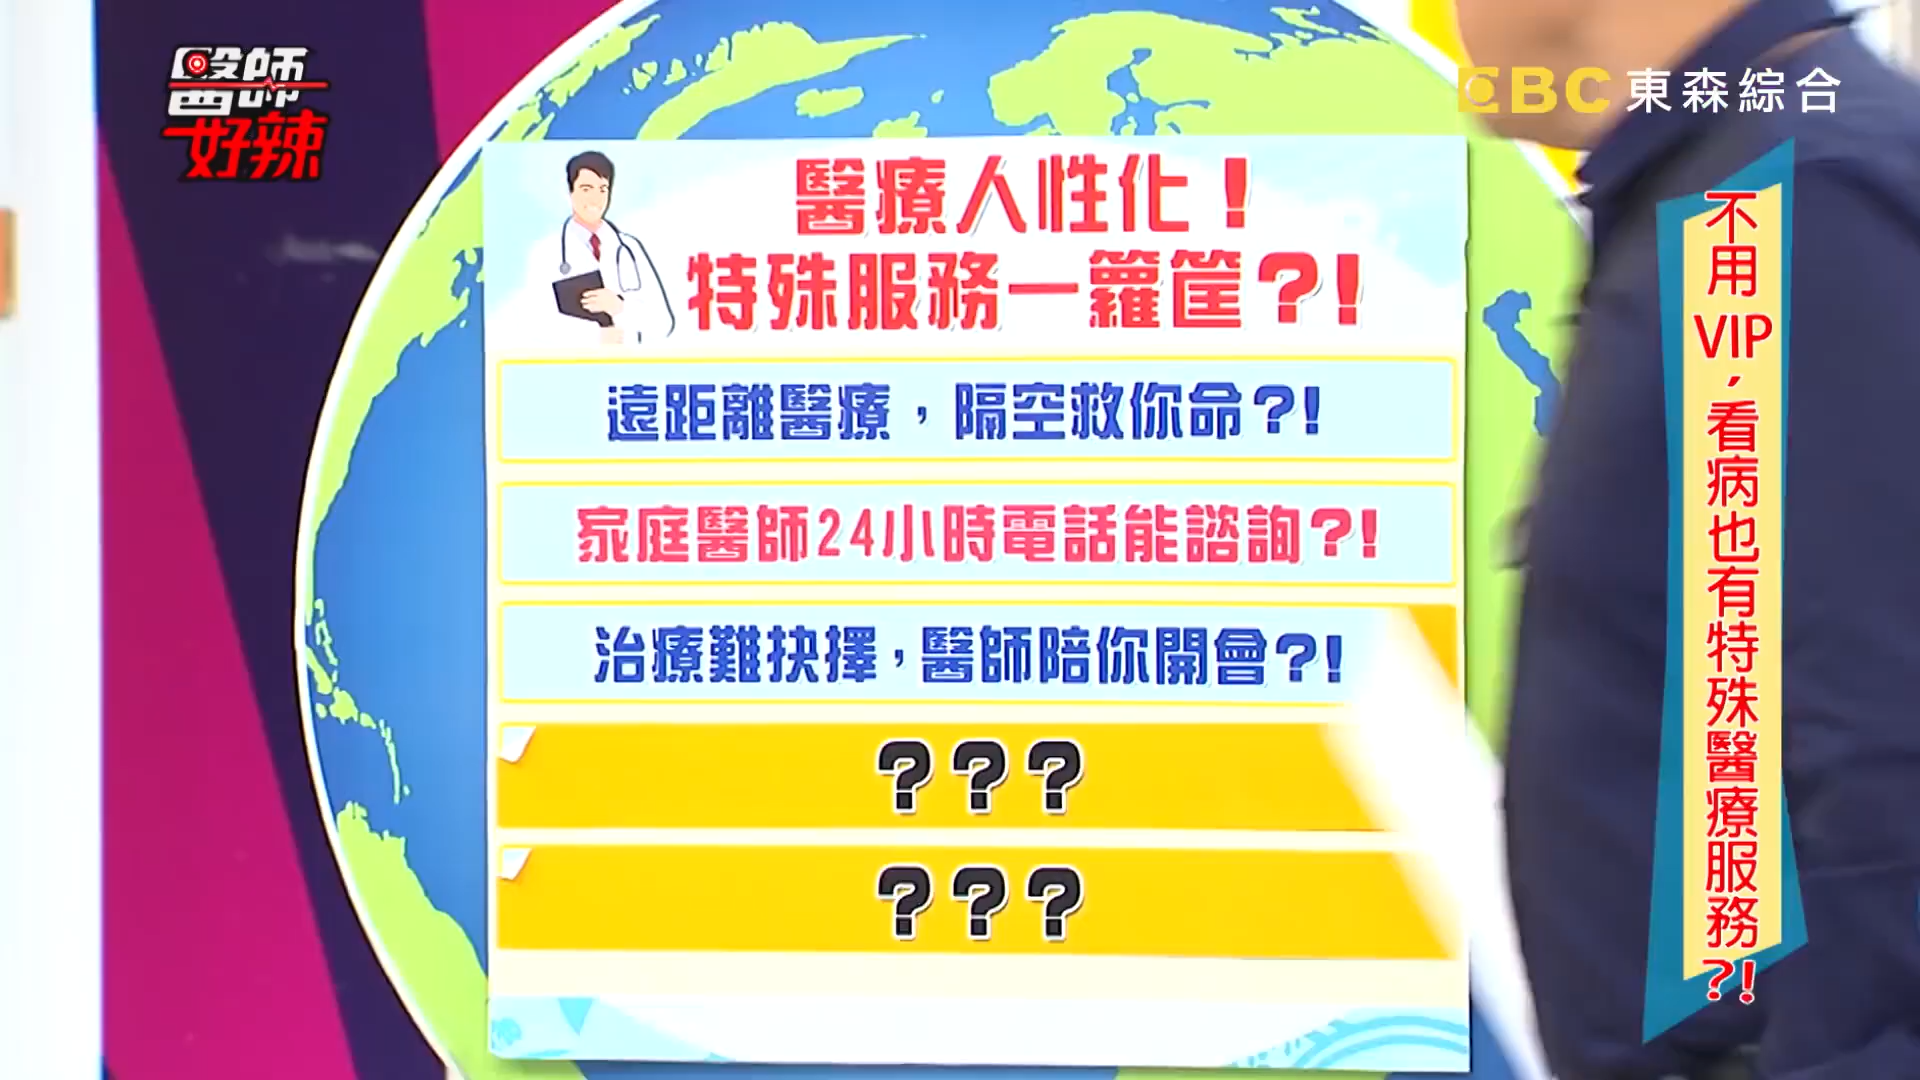 醫師
好辣
EBC 東森綜合
醫療人性化！
特殊服務一籮筐?!
遠距離醫療，隔空救你命?!
家庭醫師24小時電話能諮詢?!
治療難抉擇，醫師陪你開會?!
???
???
不用VIP，看病也有特殊醫療服務?!